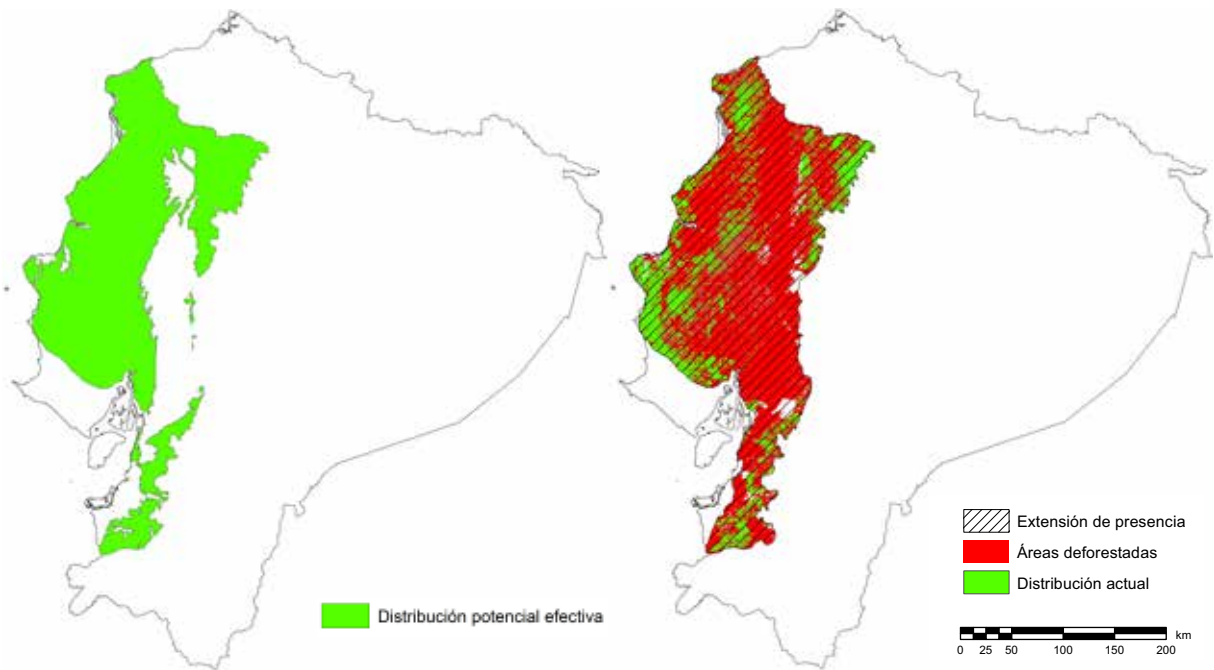 Distribución potencial efectiva
Extensión de presencia
Áreas deforestadas
Distribución actual
km
0 25 50 100 150 200